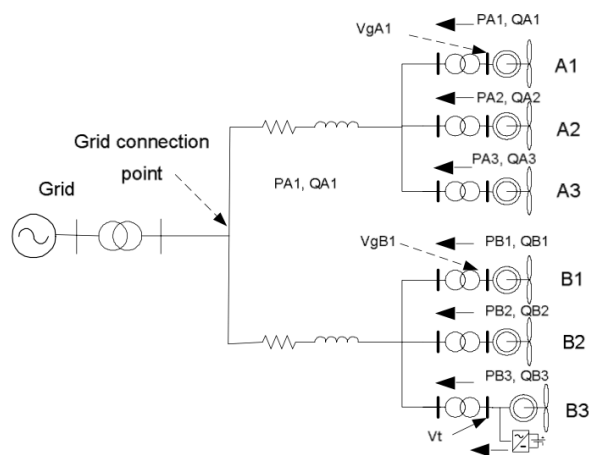 PA1, QA1
VgA1
A1
PA2, QA2
A2
Grid connection
point
PA3, QA3
PA1, QA1
A3
Grid
VgB1
PB1, QB1
B1
PB2, QB2
B2
PB3, QB3
B3
Vt